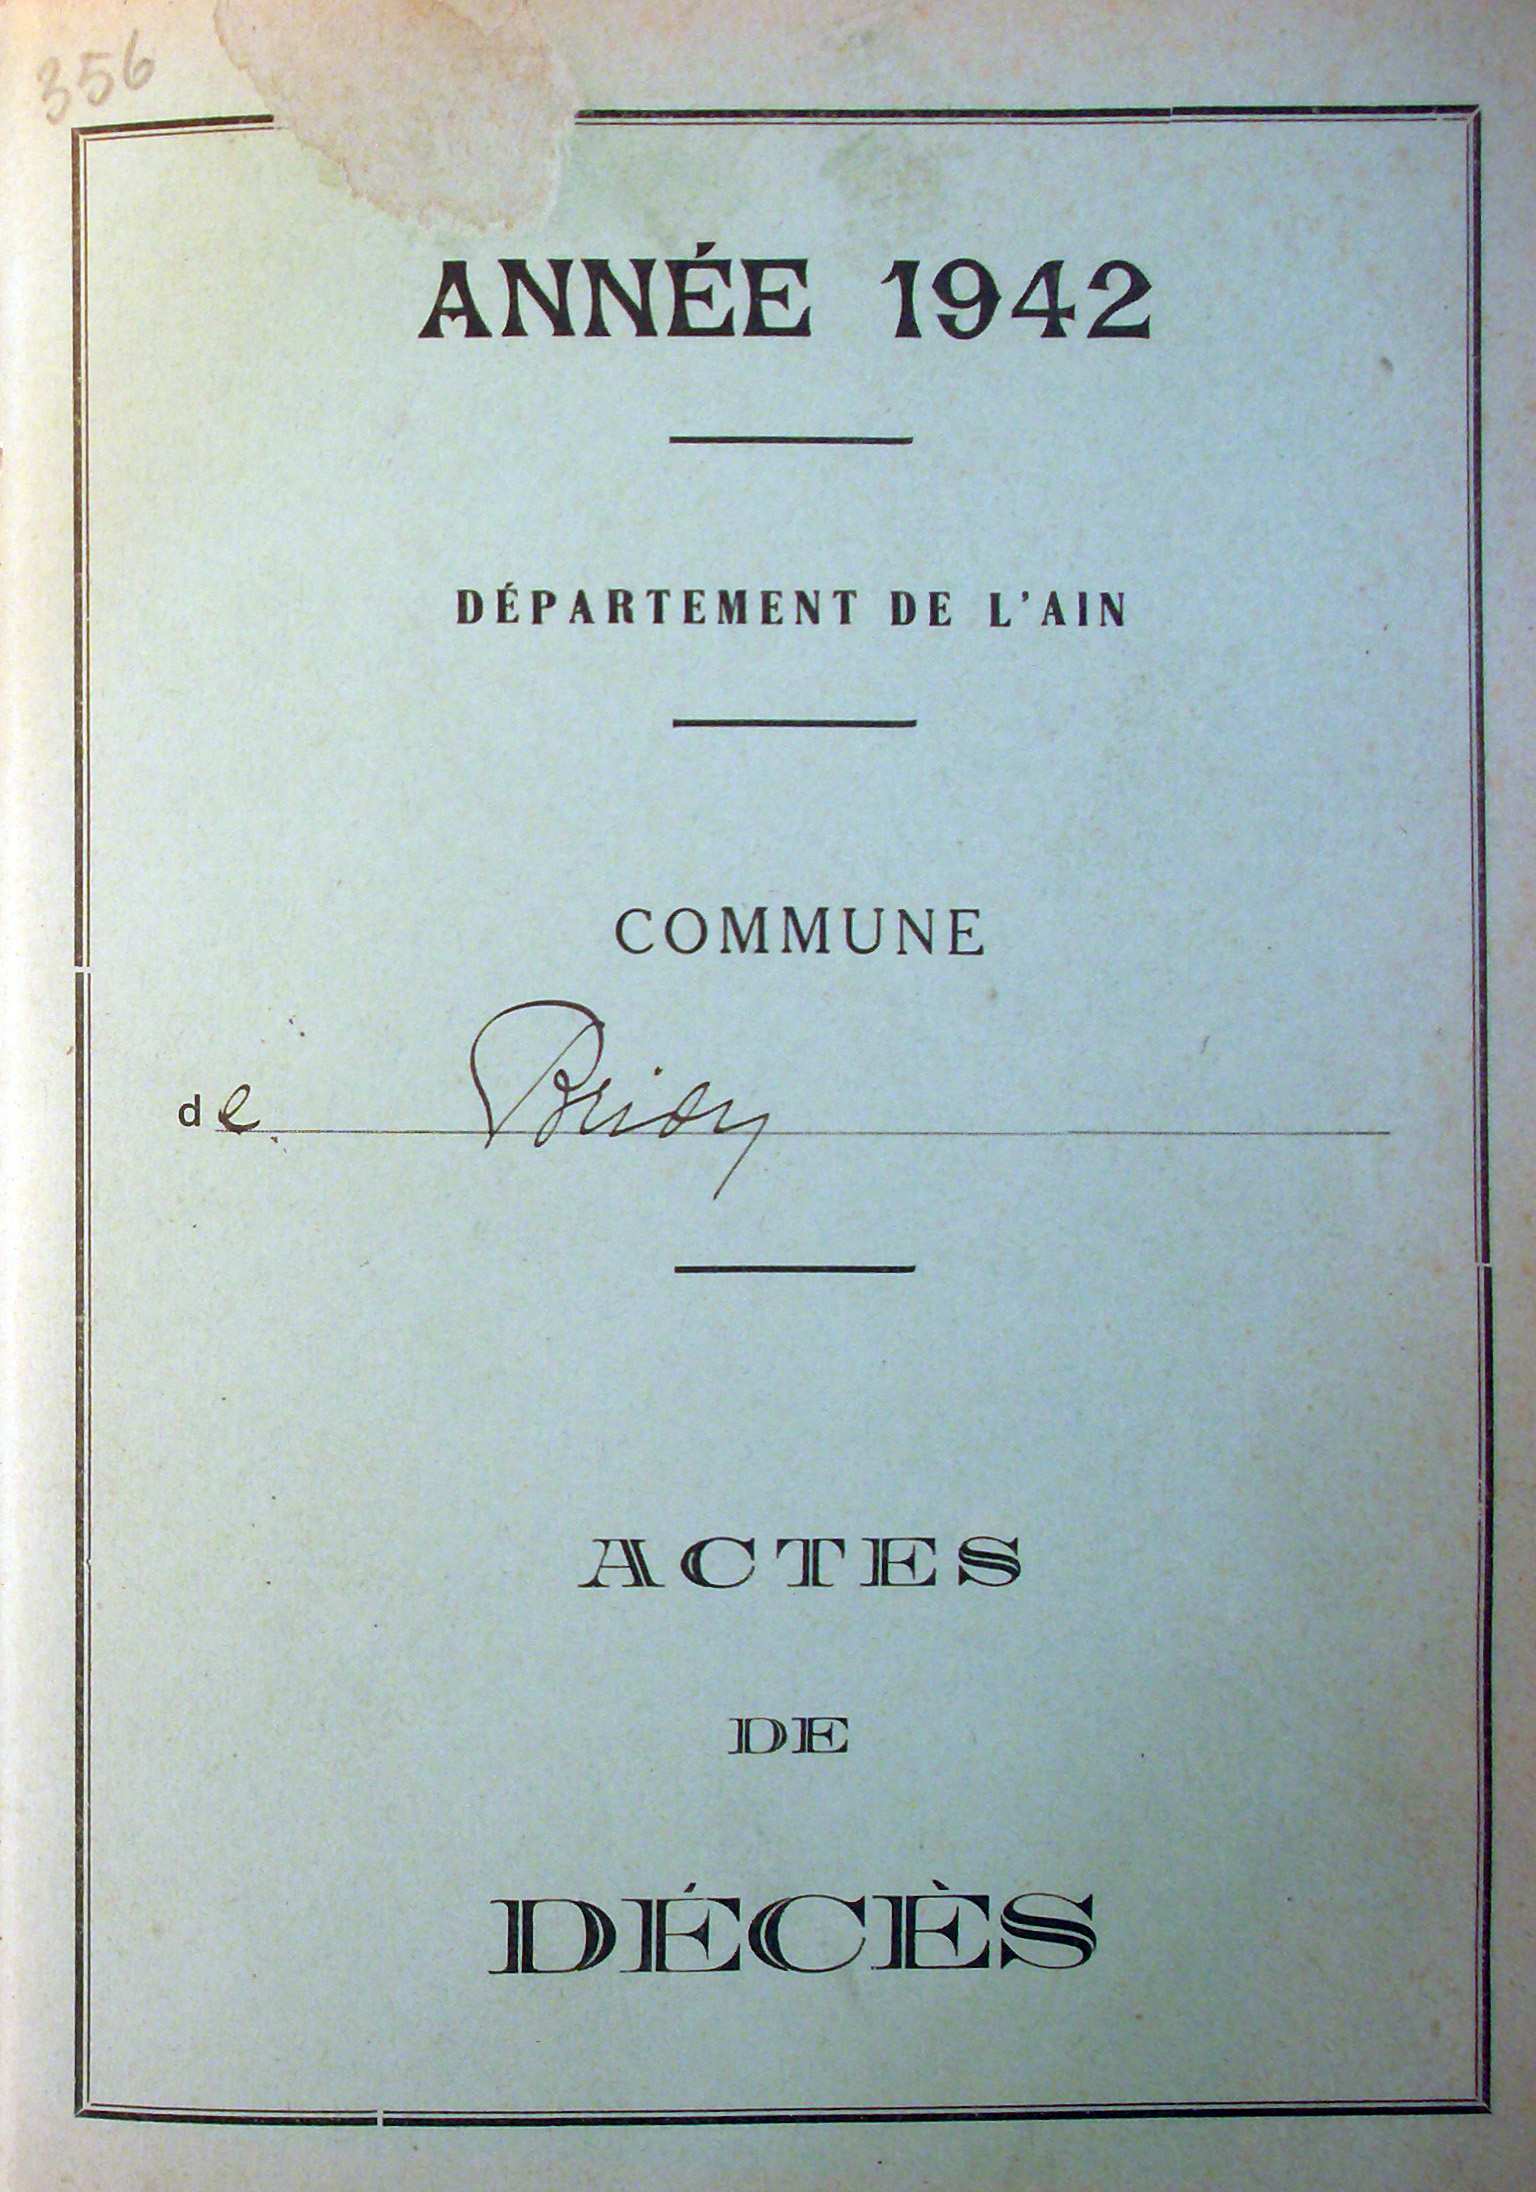 356
ANNÉE 1942
DÉPARTEMENT DE L'AIN
COMMUNE
de Brion
ACTES
DE
DÉCÈS